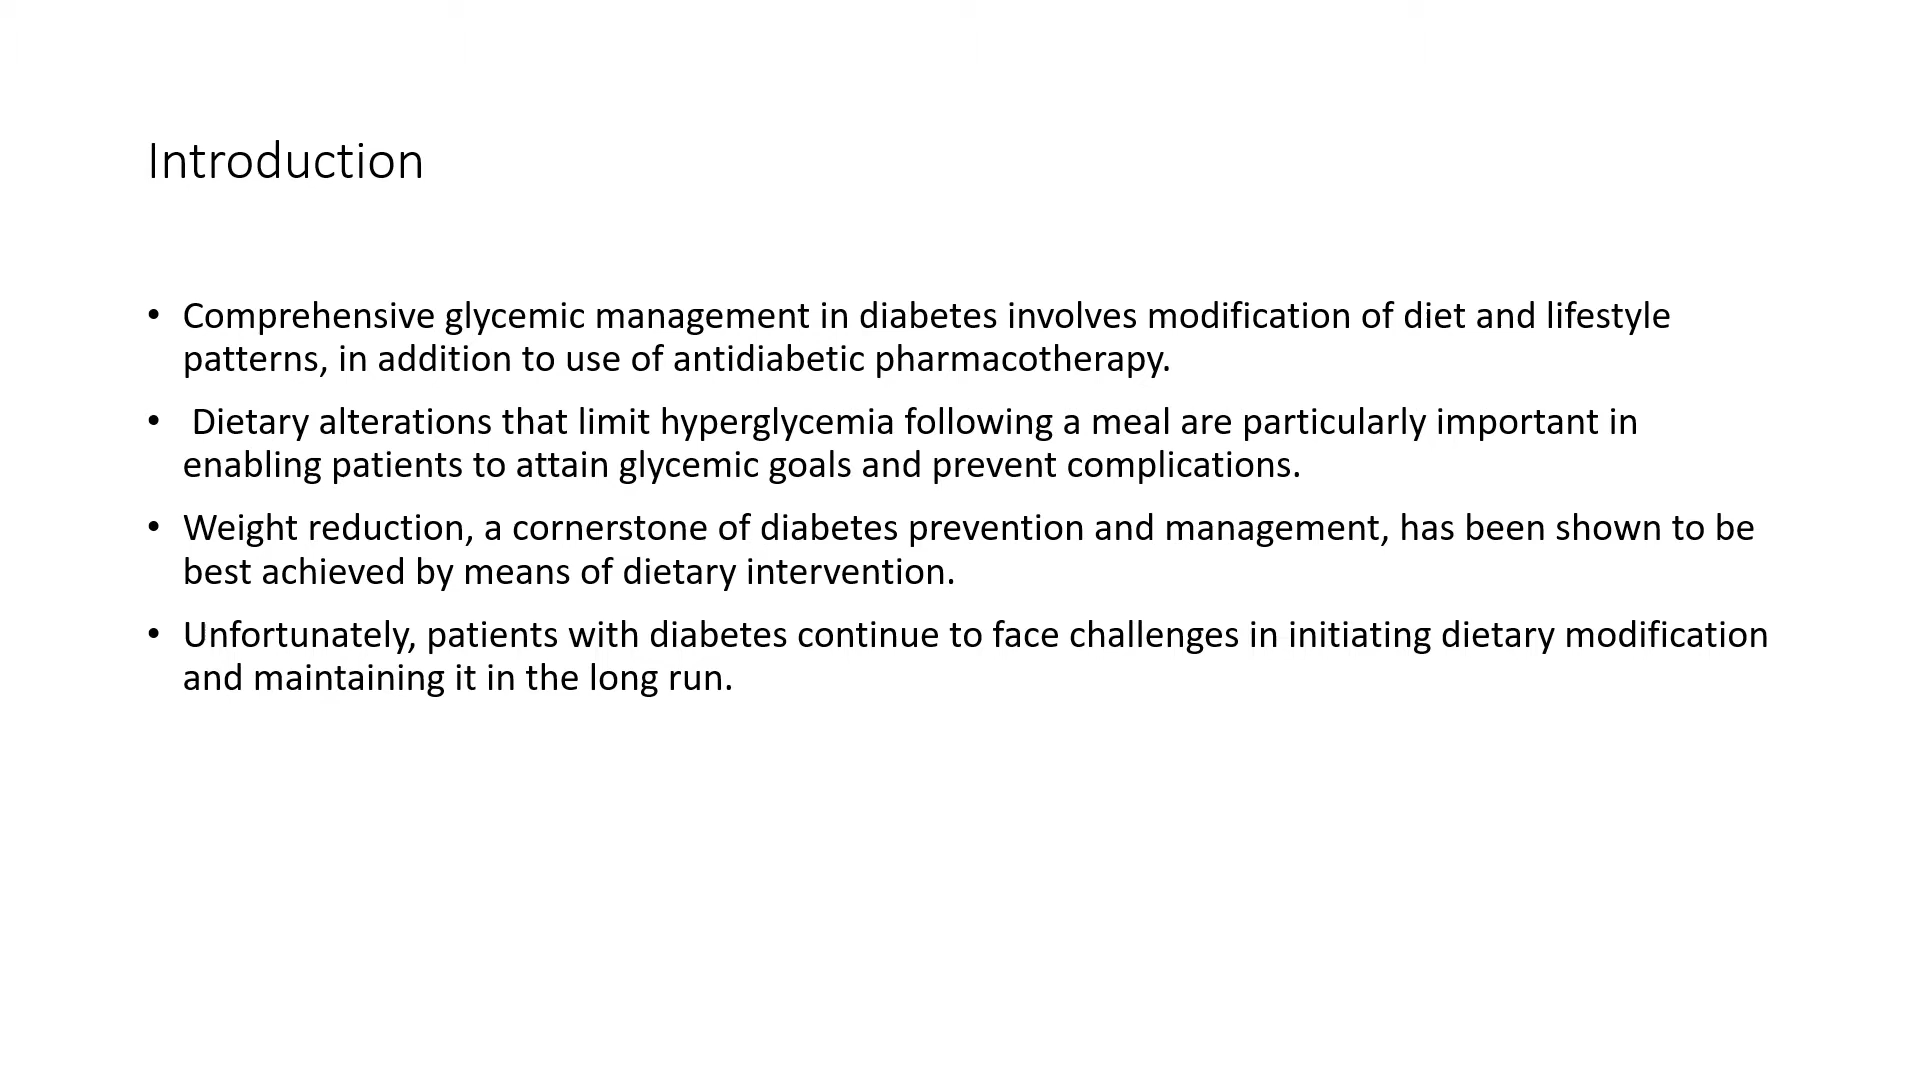 Introduction
• Comprehensive glycemic management in diabetes involves modification of diet and lifestyle
patterns, in addition to use of antidiabetic pharmacotherapy.
• Dietary alterations that limit hyperglycemia following a meal are particularly important in
enabling patients to attain glycemic goals and prevent complications.
• Weight reduction, a cornerstone of diabetes prevention and management, has been shown to be
best achieved by means of dietary intervention.
• Unfortunately, patients with diabetes continue to face challenges in initiating dietary modification
and maintaining it in the long run.